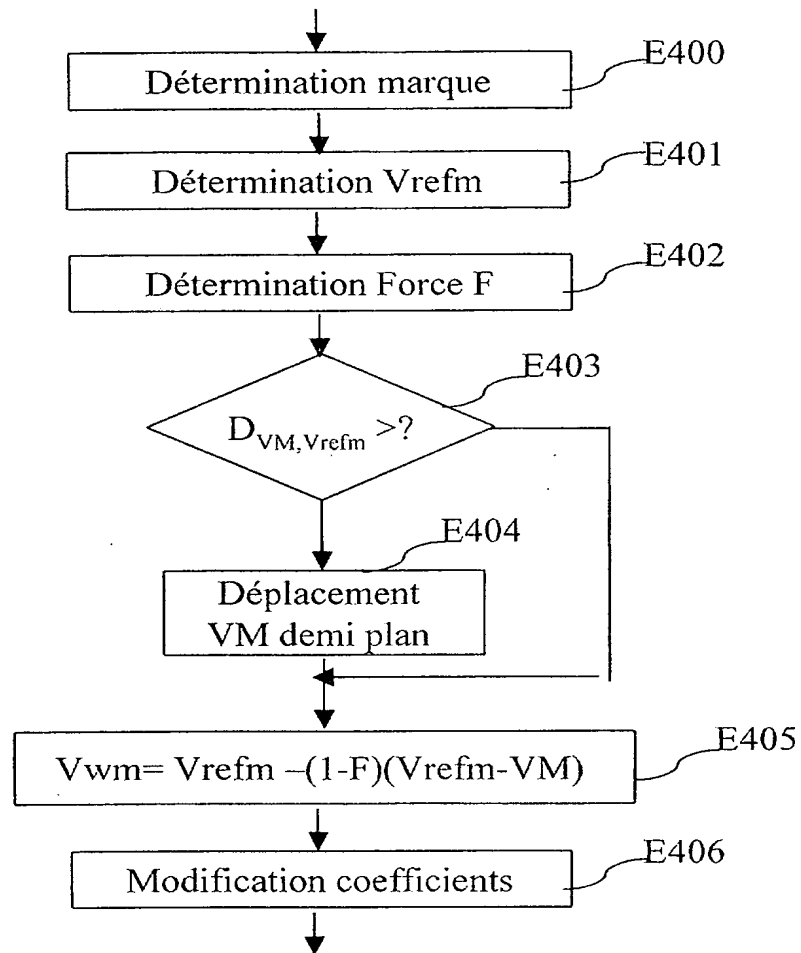 E400
Détermination marque
E401
Détermination Vrefm
E402
Détermination Force F
E403
D_VM,Vrefm >?
E404
Déplacement
VM demi plan
E405
Vwm= Vrefm –(1-F)(Vrefm-VM)
E406
Modification coefficients